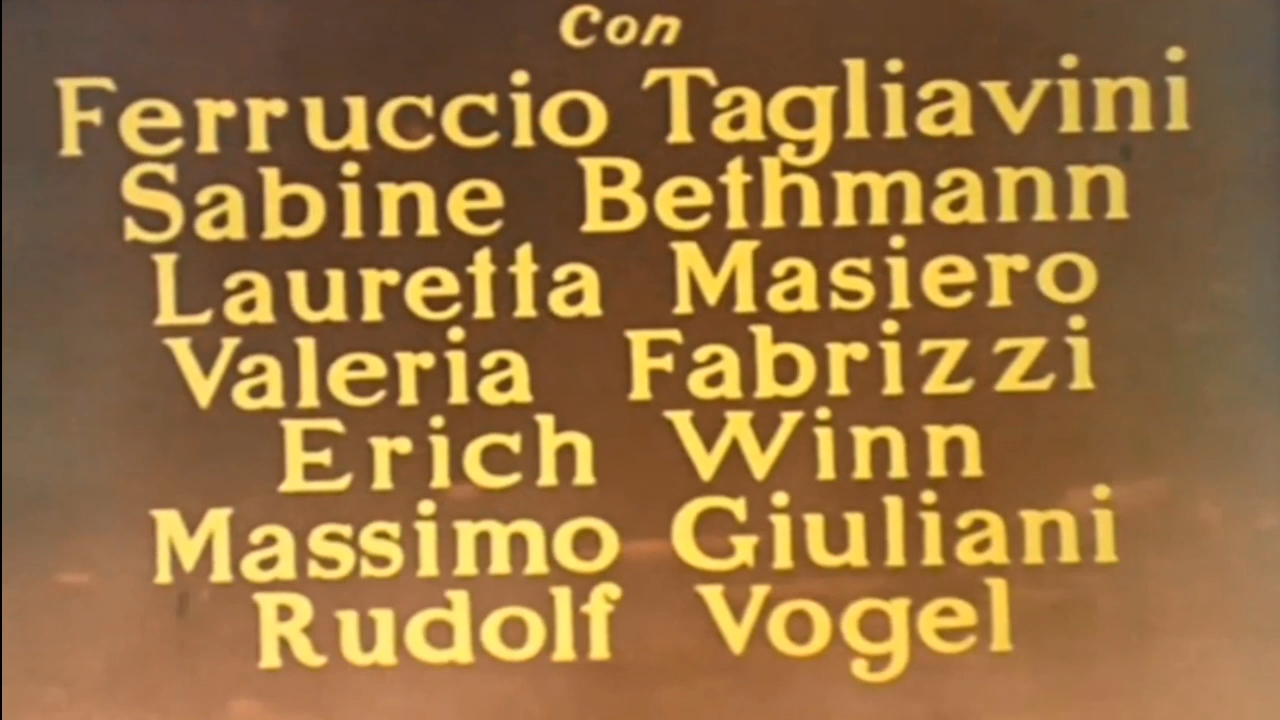 Con
Ferruccio Tagliavini
Sabine Bethmann
Lauretta Masiero
Valeria Fabrizzi
Erich Winn
Massimo Giuliani
Rudolf Vogel